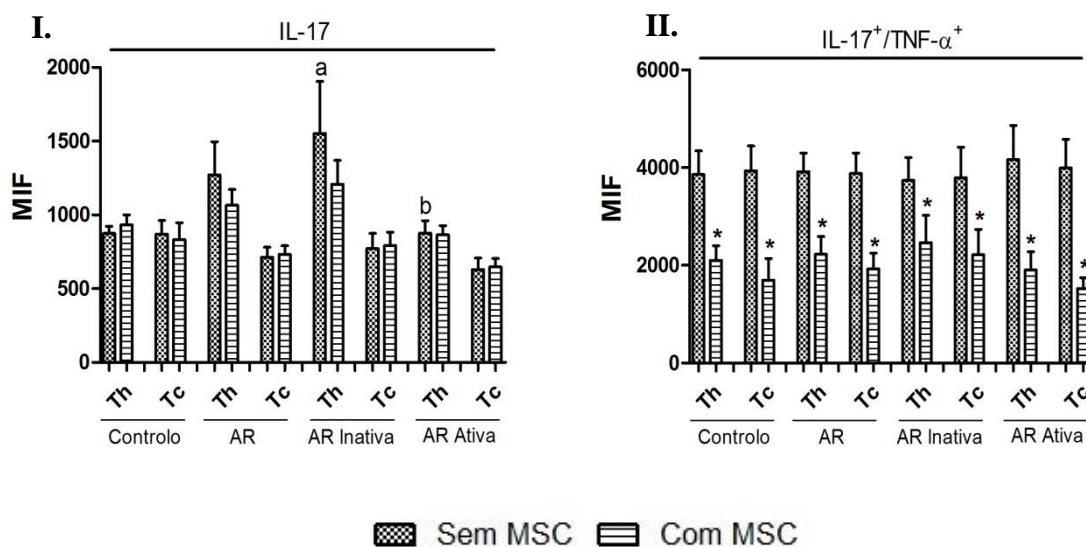 I.
IL-17
MIF
2000
1500
1000
500
0
a
b
Th Tc Th Tc Th Tc Th Tc
Controlo AR AR Inativa AR Ativa
II.
IL-17+/TNF-α+
MIF
6000
4000
2000
0
* * * * * * * *
Th Tc Th Tc Th Tc Th Tc
Controlo AR AR Inativa AR Ativa
Sem MSC Com MSC